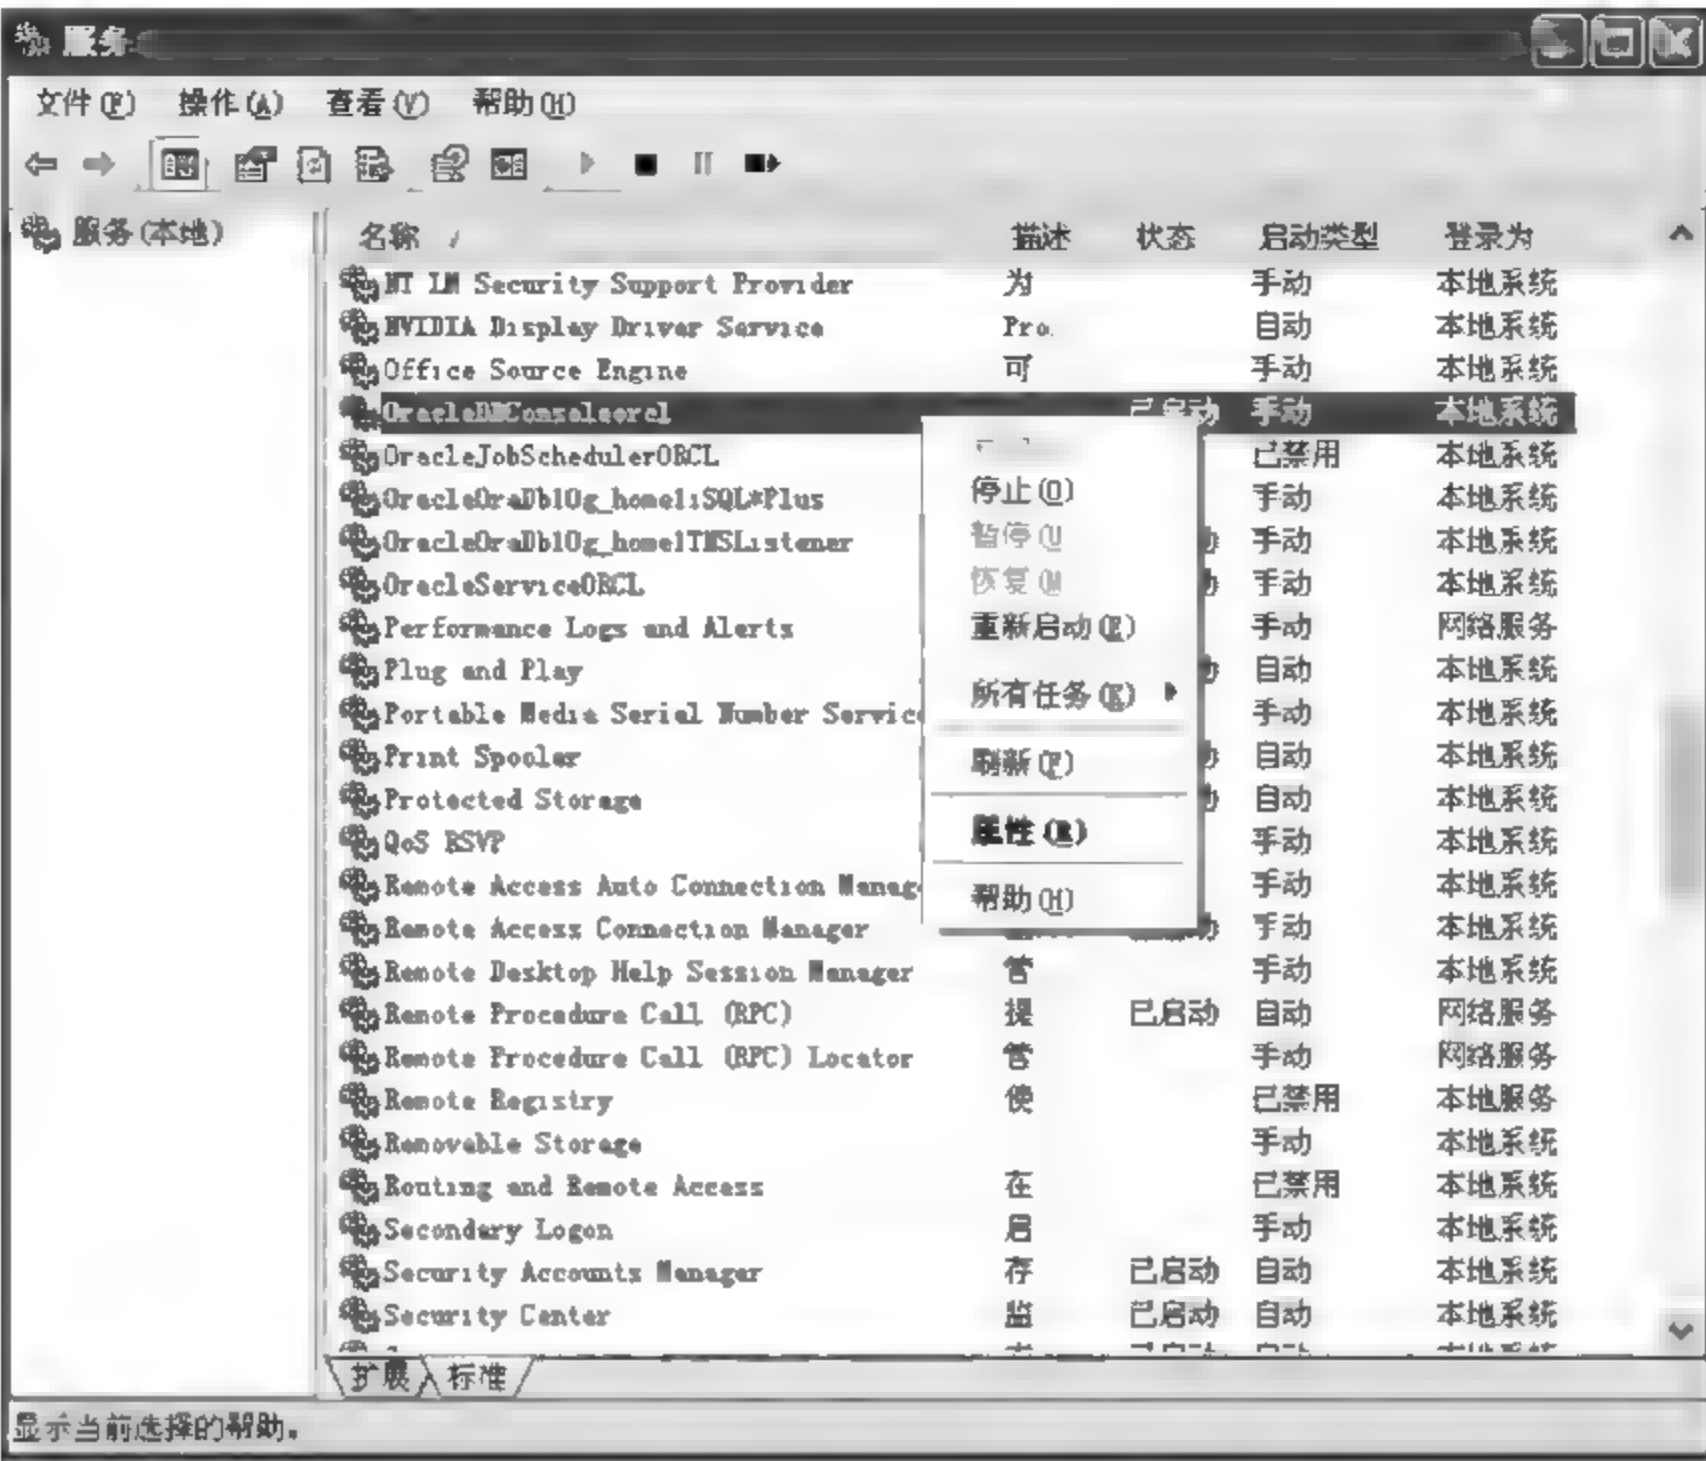 服务
文件(F) 操作(A) 查看(V) 帮助(H)
服务(本地)
名称 描述 状态 启动类型 登录为
NT LM Security Support Provider 为 手动 本地系统
NVIDIA Display Driver Service Pro. 自动 本地系统
Office Source Engine 可 手动 本地系统
OracleDBConsoleorcl 已启动 手动 本地系统
OracleJobSchedulerORCL 已禁用 本地系统
OracleOraDb10g_home1iSQL*Plus 手动 本地系统
OracleOraDb10g_home1TNSListener 手动 本地系统
OracleServiceORCL 手动 本地系统
Performance Logs and Alerts 手动 网络服务
Plug and Play 自动 本地系统
Portable Media Serial Number Service 手动 本地系统
Print Spooler 自动 本地系统
Protected Storage 自动 本地系统
QoS RSVP 手动 本地系统
Remote Access Auto Connection Manag 手动 本地系统
Remote Access Connection Manager 手动 本地系统
Remote Desktop Help Session Manager 管 手动 本地系统
Remote Procedure Call (RPC) 提 已启动 自动 网络服务
Remote Procedure Call (RPC) Locator 管 手动 网络服务
Remote Registry 使 已禁用 本地服务
Removable Storage 手动 本地系统
Routing and Remote Access 在 已禁用 本地系统
Secondary Logon 启 手动 本地系统
Security Accounts Manager 存 已启动 自动 本地系统
Security Center 监 已启动 自动 本地系统
停止(O)
暂停(U
恢复(M
重新启动(E)
所有任务(K)
刷新(F)
属性(R)
帮助(H)
扩展 标准
显示当前选择的帮助。